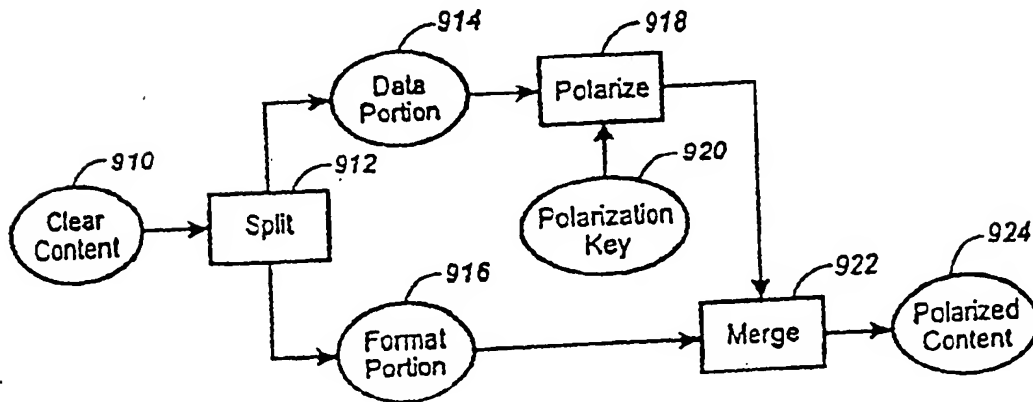 914
Data
Portion
918
Polarize
910
Clear
Content
912
Split
920
Polarization
Key
916
Format
Portion
922
Merge
924
Polarized
Content